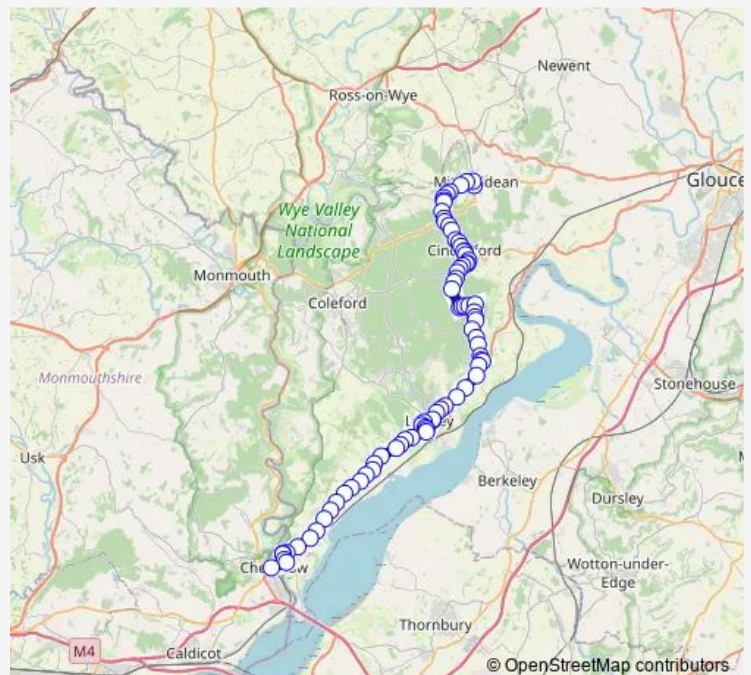 Newent
Ross-on-Wye
Glouce
Wye Valley
National
Landscape
Monmouth
Coleford
Monmouthshire
Stonehouse
Usk
Berkeley
Dursley
Wotton-under-
Edge
Thornbury
M4
Caldicot
© OpenStreetMap contributors